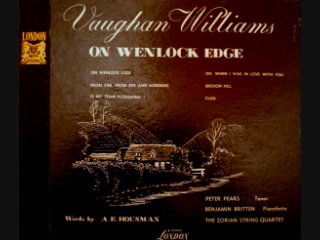 Vaughan Williams
LONDON
ON WENLOCK EDGE
ON WENLOCK EDGE
FROM FAR, FROM EVE AND MORNING
IS MY TEAM PLOUGHING?
OH, WHEN I WAS IN LOVE WITH YOU
BREDON HILL
CLUN
PETER PEARS Tenor
BENJAMIN BRITTEN Pianoforte
THE ZORIAN STRING QUARTET
Words by A. E. HOUSMAN
LONDON